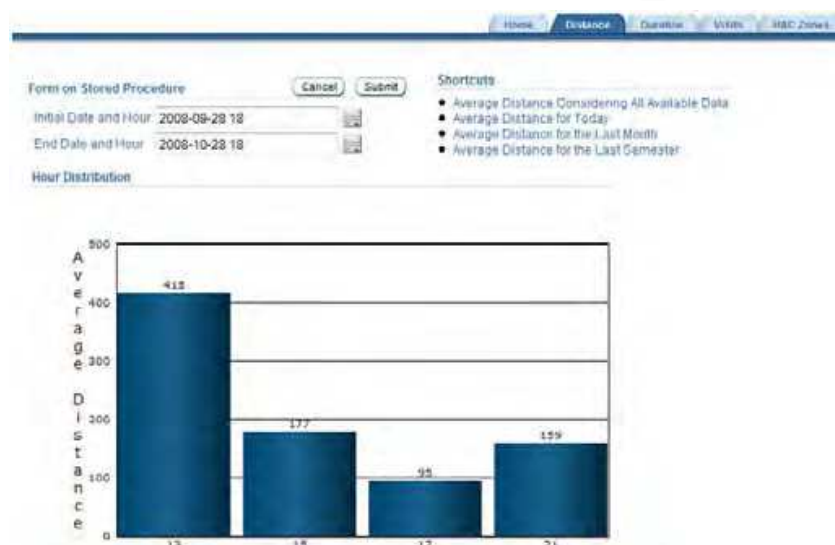 Home Distance Duration Visits H&C Zones
Form on Stored Procedure Cancel Submit
Initial Date and Hour 2008-09-28 18
End Date and Hour 2008-10-28 18
Shortcuts
Average Distance Considering All Available Data
Average Distance for Today
Average Distance for the Last Month
Average Distance for the Last Semester
Hour Distribution
Average Distance
500
400
300
200
100
0
177
95
159